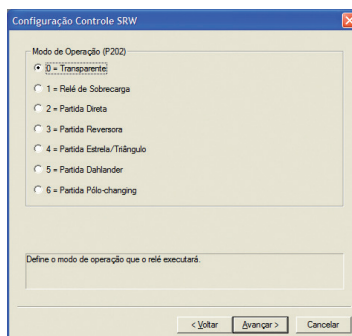 Configuração Controle SRW
Modo de Operação (P202)
0 = Transparente
1 = Relé de Sobrecarga
2 = Partida Direta
3 = Partida Reversora
4 = Partida Estrela/Triângulo
5 = Partida Dahlander
6 = Partida Pólo-changing
Define o modo de operação que o relé executará.
< Voltar
Avançar >
Cancelar